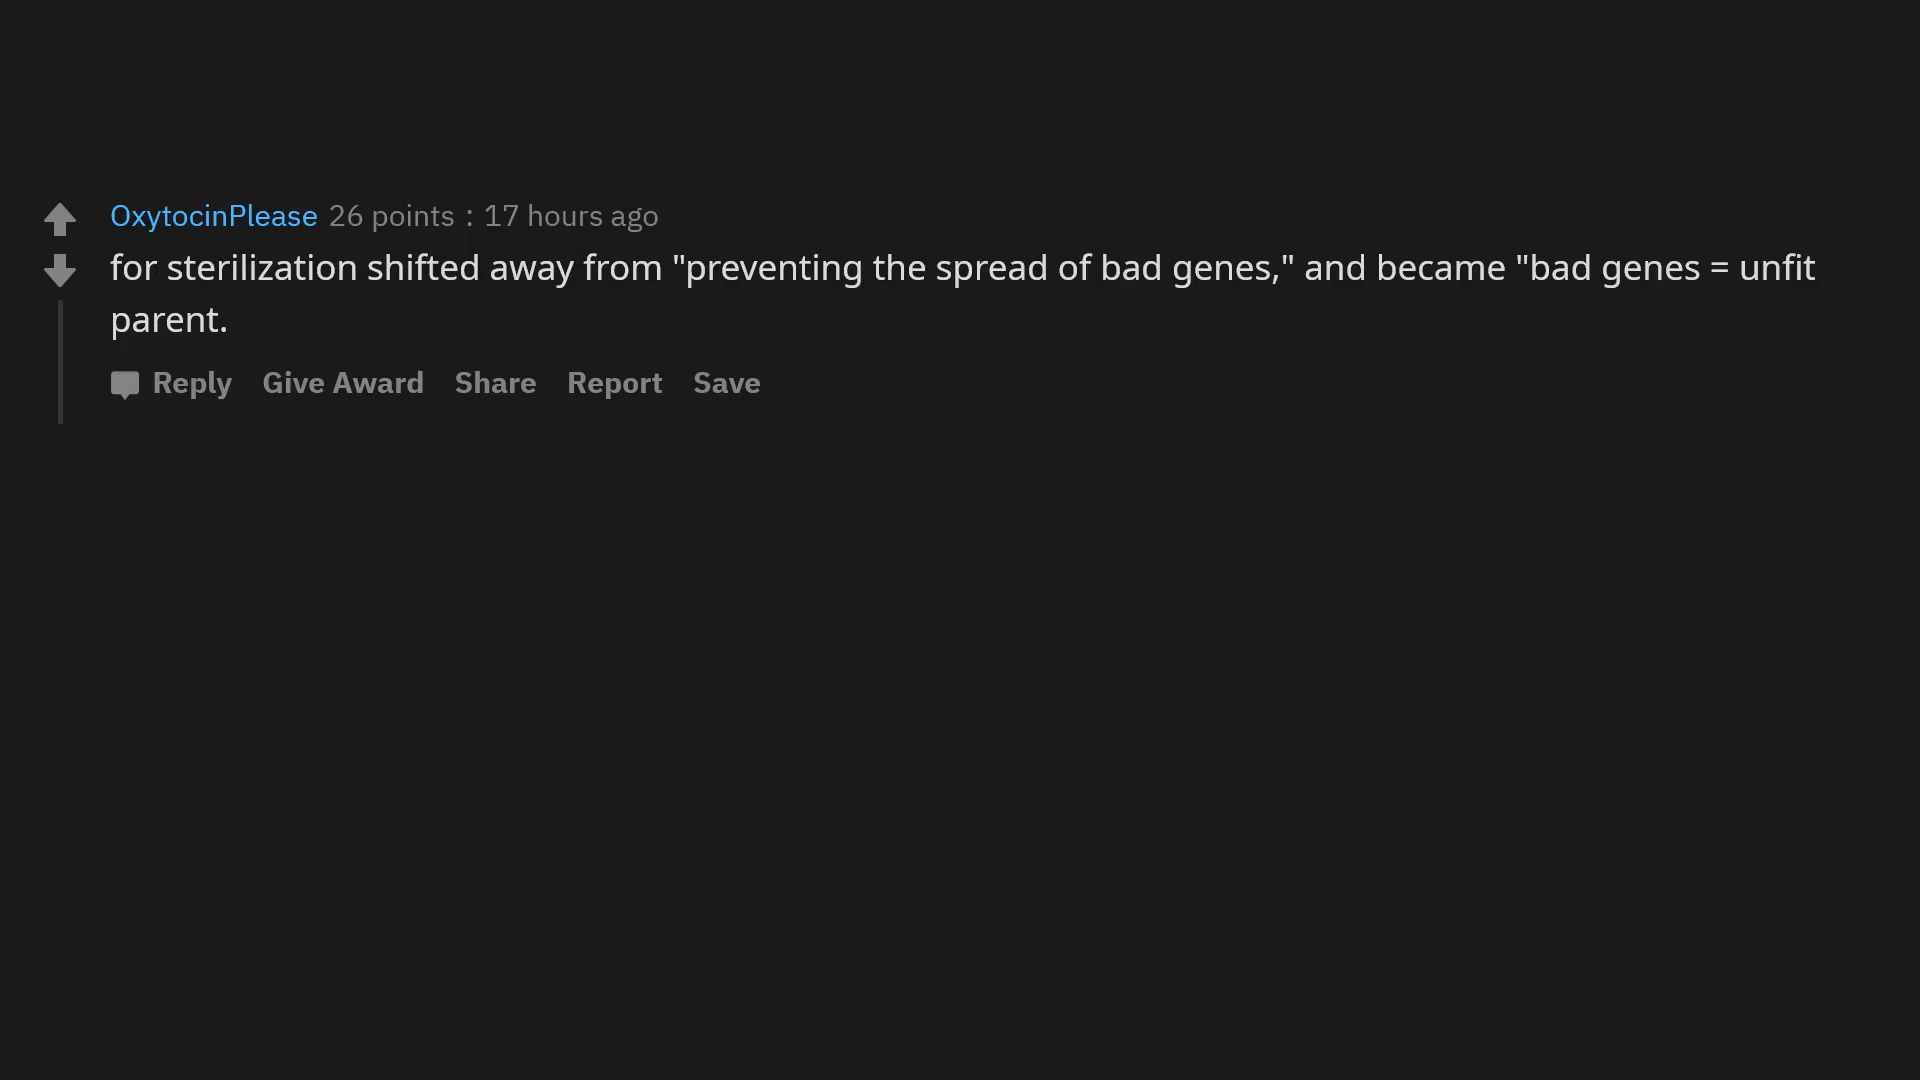 OxytocinPlease 26 points : 17 hours ago
for sterilization shifted away from "preventing the spread of bad genes," and became "bad genes = unfit
parent.
Reply Give Award Share Report Save